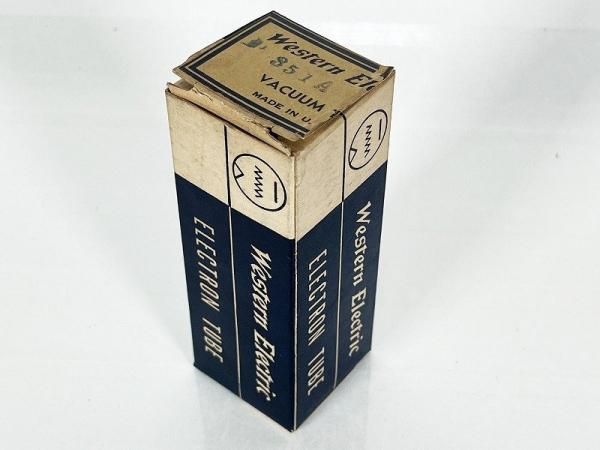 Western El
351A
VACUUM T
MADE IN U.
ELECTRON TUBE
Western Electric
ELECTRON TUBE
Western Electric